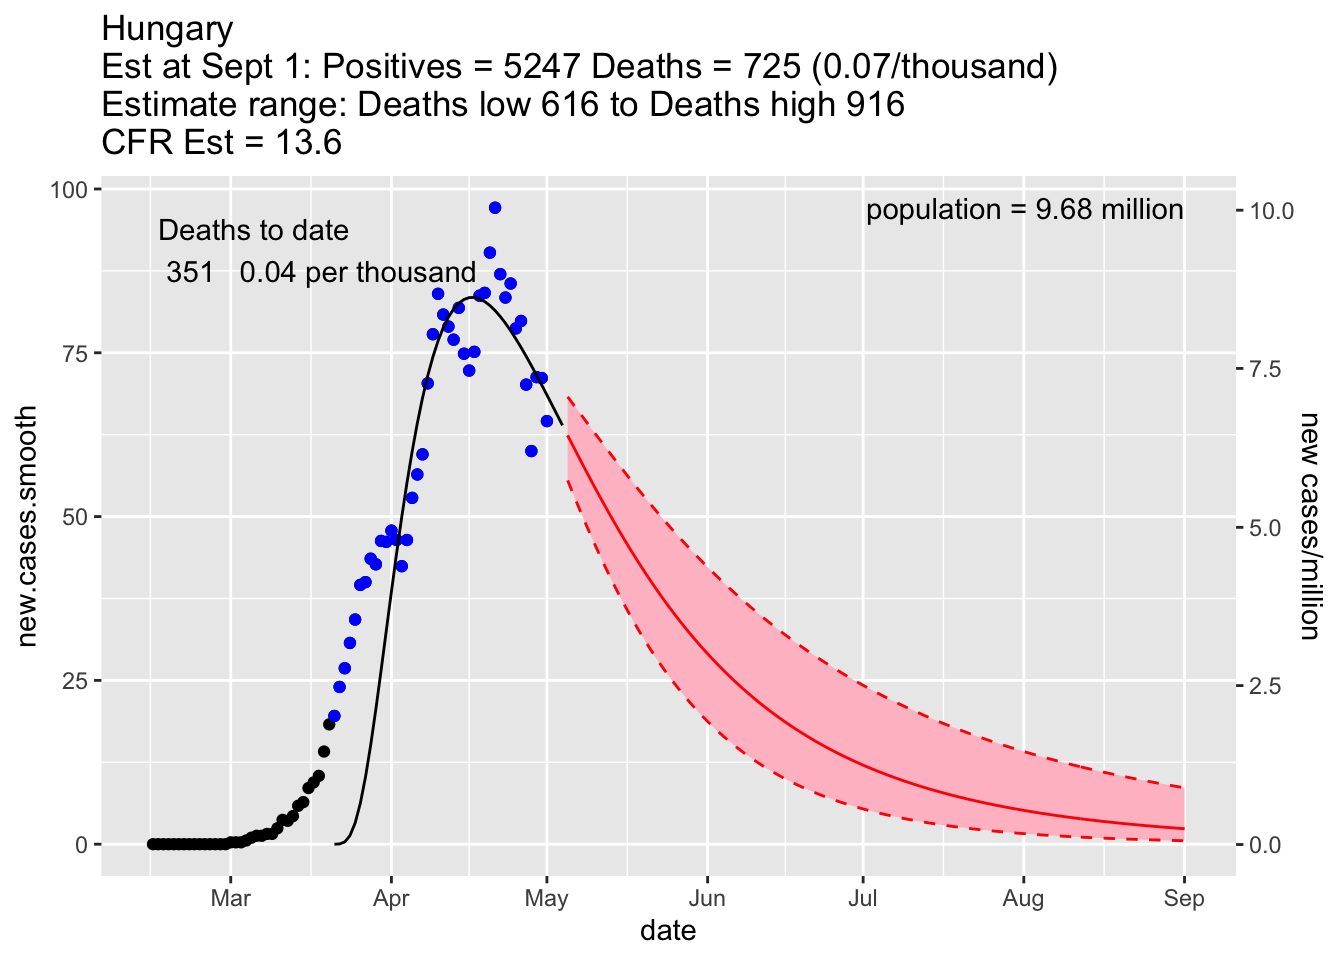 Hungary
Est at Sept 1: Positives = 5247 Deaths = 725 (0.07/thousand)
Estimate range: Deaths low 616 to Deaths high 916
CFR Est = 13.6
Deaths to date
351 0.04 per thousand
population = 9.68 million
100
75
50
25
0
new.cases.smooth
10.0
7.5
5.0
2.5
0.0
new cases/million
Mar Apr May Jun Jul Aug Sep
date